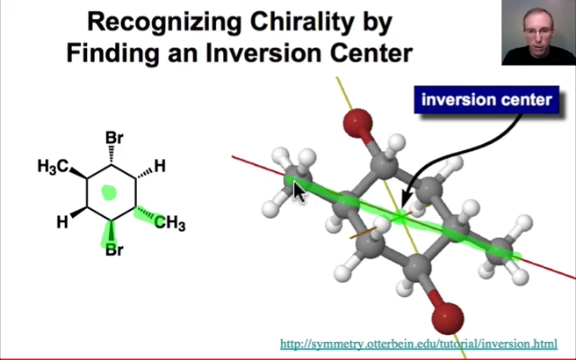 Recognizing Chirality by
Finding an Inversion Center
inversion center
Br
H₃C
H
H
CH₃
Br
http://symmetry.otterbein.edu/tutorial/inversion.html